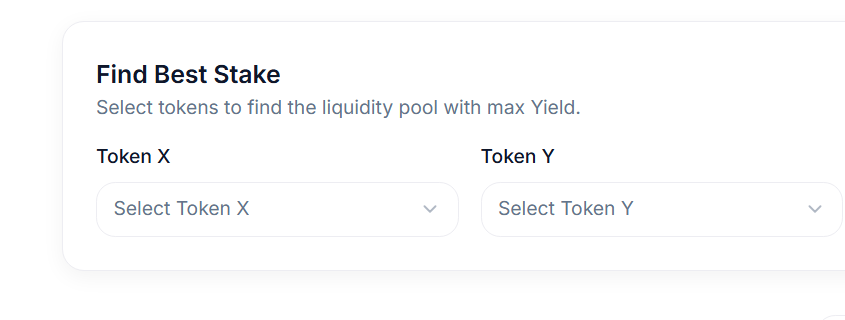 Find Best Stake
Select tokens to find the liquidity pool with max Yield.
Token X
Token Y
Select Token X
Select Token Y